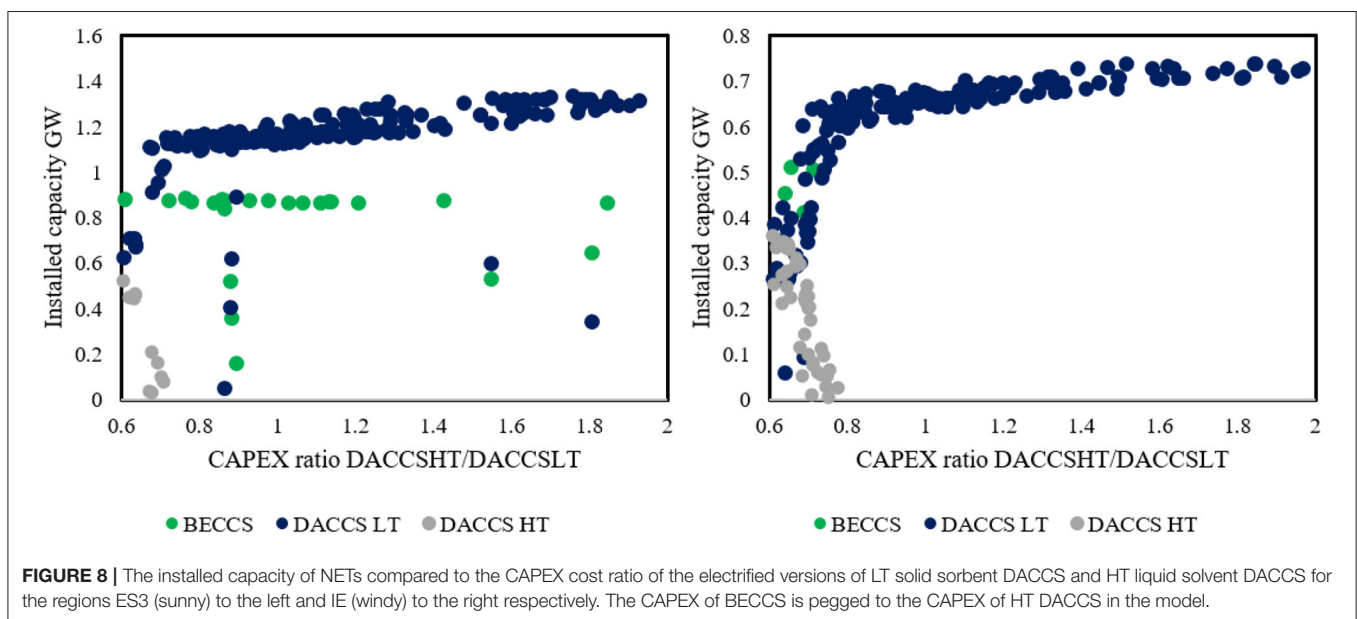 1.6
1.4
1.2
1
0.8
0.6
0.4
0.2
0
Installed capacity GW
0.6 0.8 1 1.2 1.4 1.6 1.8 2
CAPEX ratio DACCSHT/DACCSLT
BECCS DACCS LT DACCS HT
0.8
0.7
0.6
0.5
0.4
0.3
0.2
0.1
0
Installed capacity GW
0.6 0.8 1 1.2 1.4 1.6 1.8 2
CAPEX ratio DACCSHT/DACCSLT
BECCS DACCS LT DACCS HT
FIGURE 8 | The installed capacity of NETs compared to the CAPEX cost ratio of the electrified versions of LT solid sorbent DACCS and HT liquid solvent DACCS for
the regions ES3 (sunny) to the left and IE (windy) to the right respectively. The CAPEX of BECCS is pegged to the CAPEX of HT DACCS in the model.